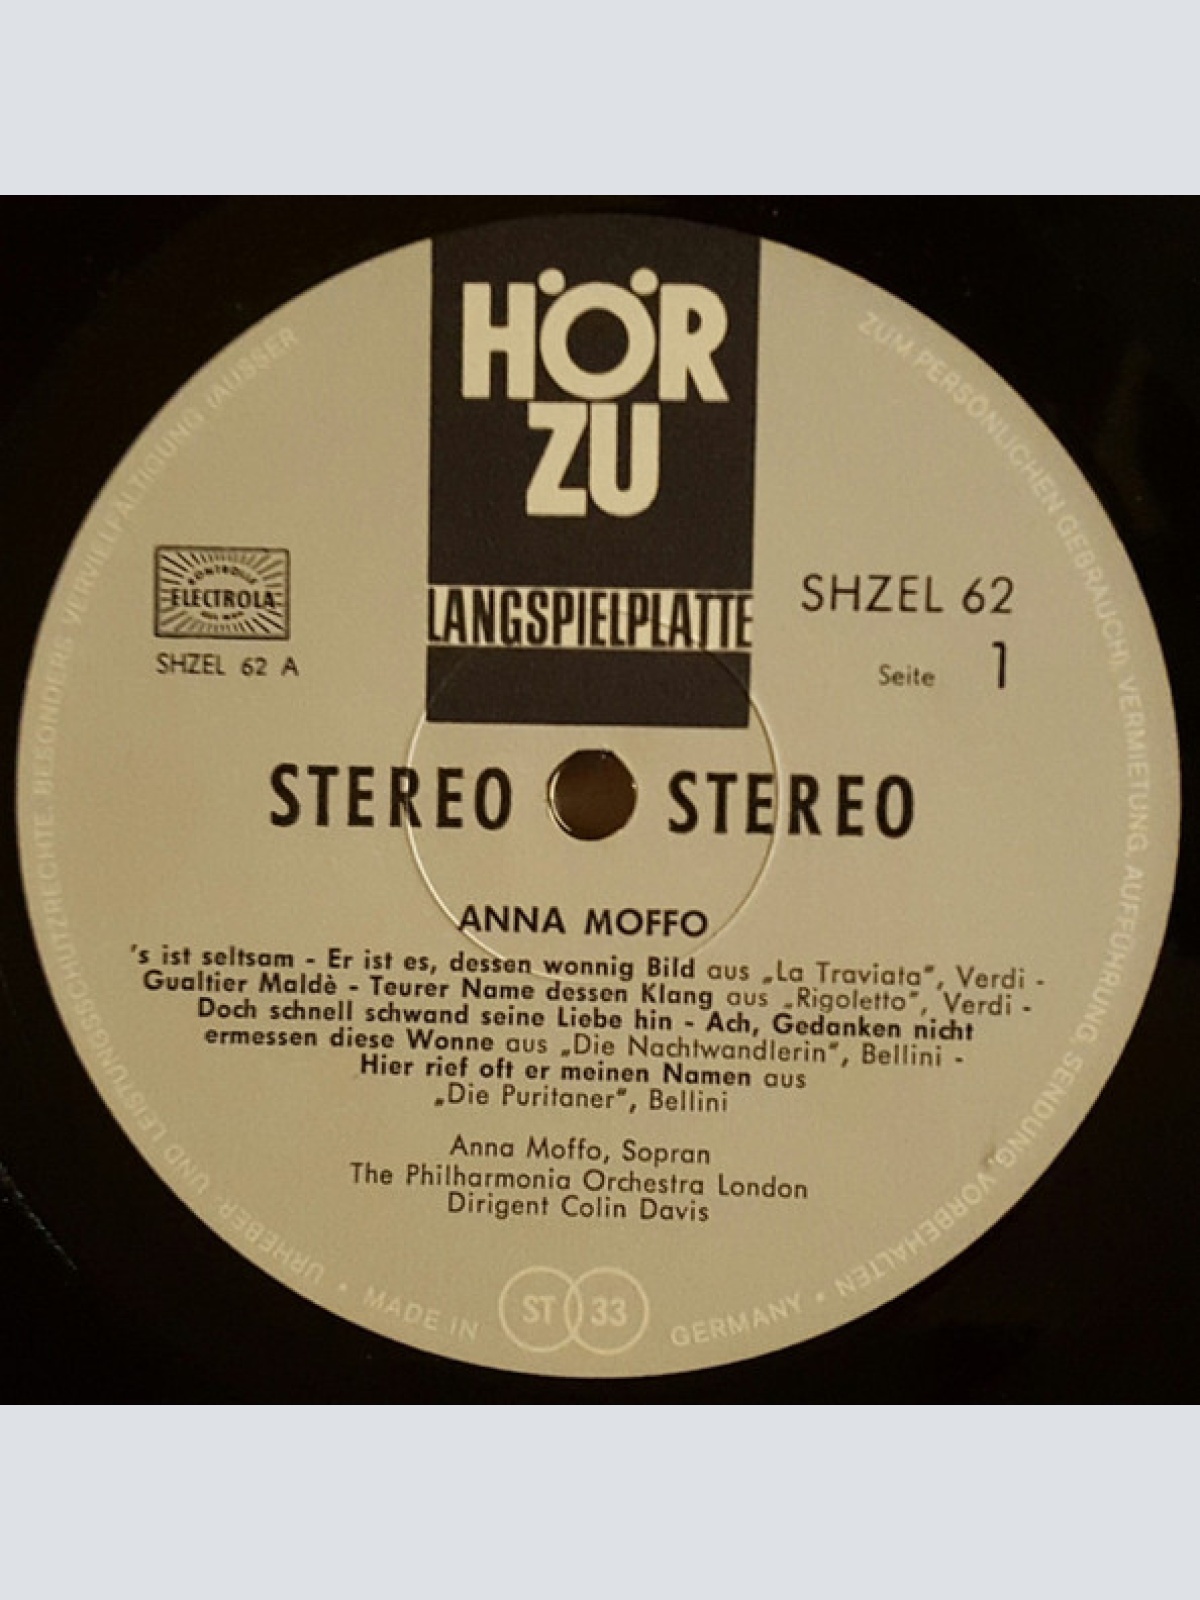 HÖR
ZU
LANGSPIELPLATTE
ELECTROLA
SHZEL 62 A
SHZEL 62
Seite 1
STEREO STEREO
ANNA MOFFO
's ist seltsam - Er ist es, dessen wonnig Bild aus „La Traviata", Verdi -
Gualtier Maldè - Teurer Name dessen Klang aus „Rigoletto", Verdi -
Doch schnell schwand seine Liebe hin - Ach, Gedanken nicht
ermessen diese Wonne aus „Die Nachtwandlerin", Bellini -
Hier rief oft er meinen Namen aus
„Die Puritaner", Bellini
Anna Moffo, Sopran
The Philharmonia Orchestra London
Dirigent Colin Davis
ST 33
MADE IN GERMANY • URHEBER- UND LEISTUNGSSCHUTZRECHTE, BESONDERS VERVIELFÄLTIGUNG (AUSSER ZUM PERSÖNLICHEN GEBRAUCH), VERMIETUNG, AUFFÜHRUNG, SENDUNG, VORBEHALTEN •